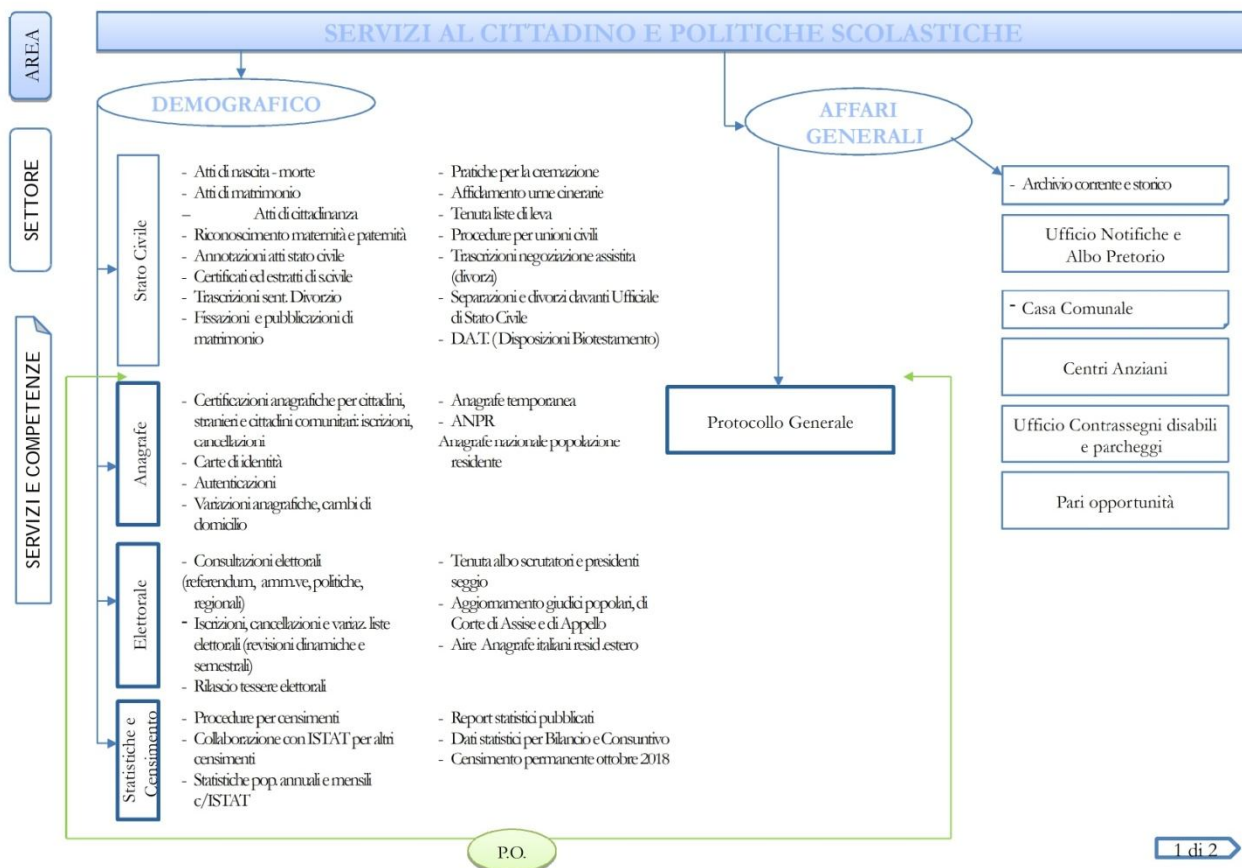 AREA
SERVIZI AL CITTADINO E POLITICHE SCOLASTICHE
SETTORE
DEMOGRAFICO
AFFARI
GENERALI
SERVIZI E COMPETENZE
Stato Civile
- Atti di nascita - morte
- Atti di matrimonio
– Atti di cittadinanza
- Riconoscimento maternità e paternità
- Annotazioni atti stato civile
- Certificati ed estratti di s.civile
- Trascrizioni sent. Divorzio
- Fissazioni e pubblicazioni di
matrimonio
- Pratiche per la cremazione
- Affidamento urne cinerarie
- Tenuta liste di leva
- Procedure per unioni civili
- Trascrizioni negoziazione assistita
(divorzi)
- Separazioni e divorzi davanti Ufficiale
di Stato Civile
- D.A.T. ( Disposizioni Biotestamento)
Anagrafe
- Certificazioni anagrafiche per cittadini,
stranieri e cittadini comunitari: iscrizioni,
cancellazioni
- Carte di identità
- Autenticazioni
- Variazioni anagrafiche, cambi di
domicilio
- Anagrafe temporanea
- ANPR
Anagrafe nazionale popolazione
residente
Elettorale
- Consultazioni elettorali
(referendum, amm.ve, politiche,
regionali)
- Iscrizioni, cancellazioni e variaz. liste
elettorali (revisioni dinamiche e
semestrali)
- Rilascio tessere elettorali
- Tenuta albo scrutatori e presidenti
seggio
- Aggiornamento giudici popolari, di
Corte di Assise e di Appello
- Aire Anagrafe italiani resid.estero
Statistiche e
Censimento
- Procedure per censimenti
- Collaborazione con ISTAT per altri
censimenti
- Statistiche pop. annuali e mensili
c/ISTAT
- Report statistici pubblicati
- Dati statistici per Bilancio e Consuntivo
- Censimento permanente ottobre 2018
Protocollo Generale
- Archivio corrente e storico
Ufficio Notifiche e
Albo Pretorio
- Casa Comunale
Centri Anziani
Ufficio Contrassegni disabili
e parcheggi
Pari opportunità
P.O.
1 di 2